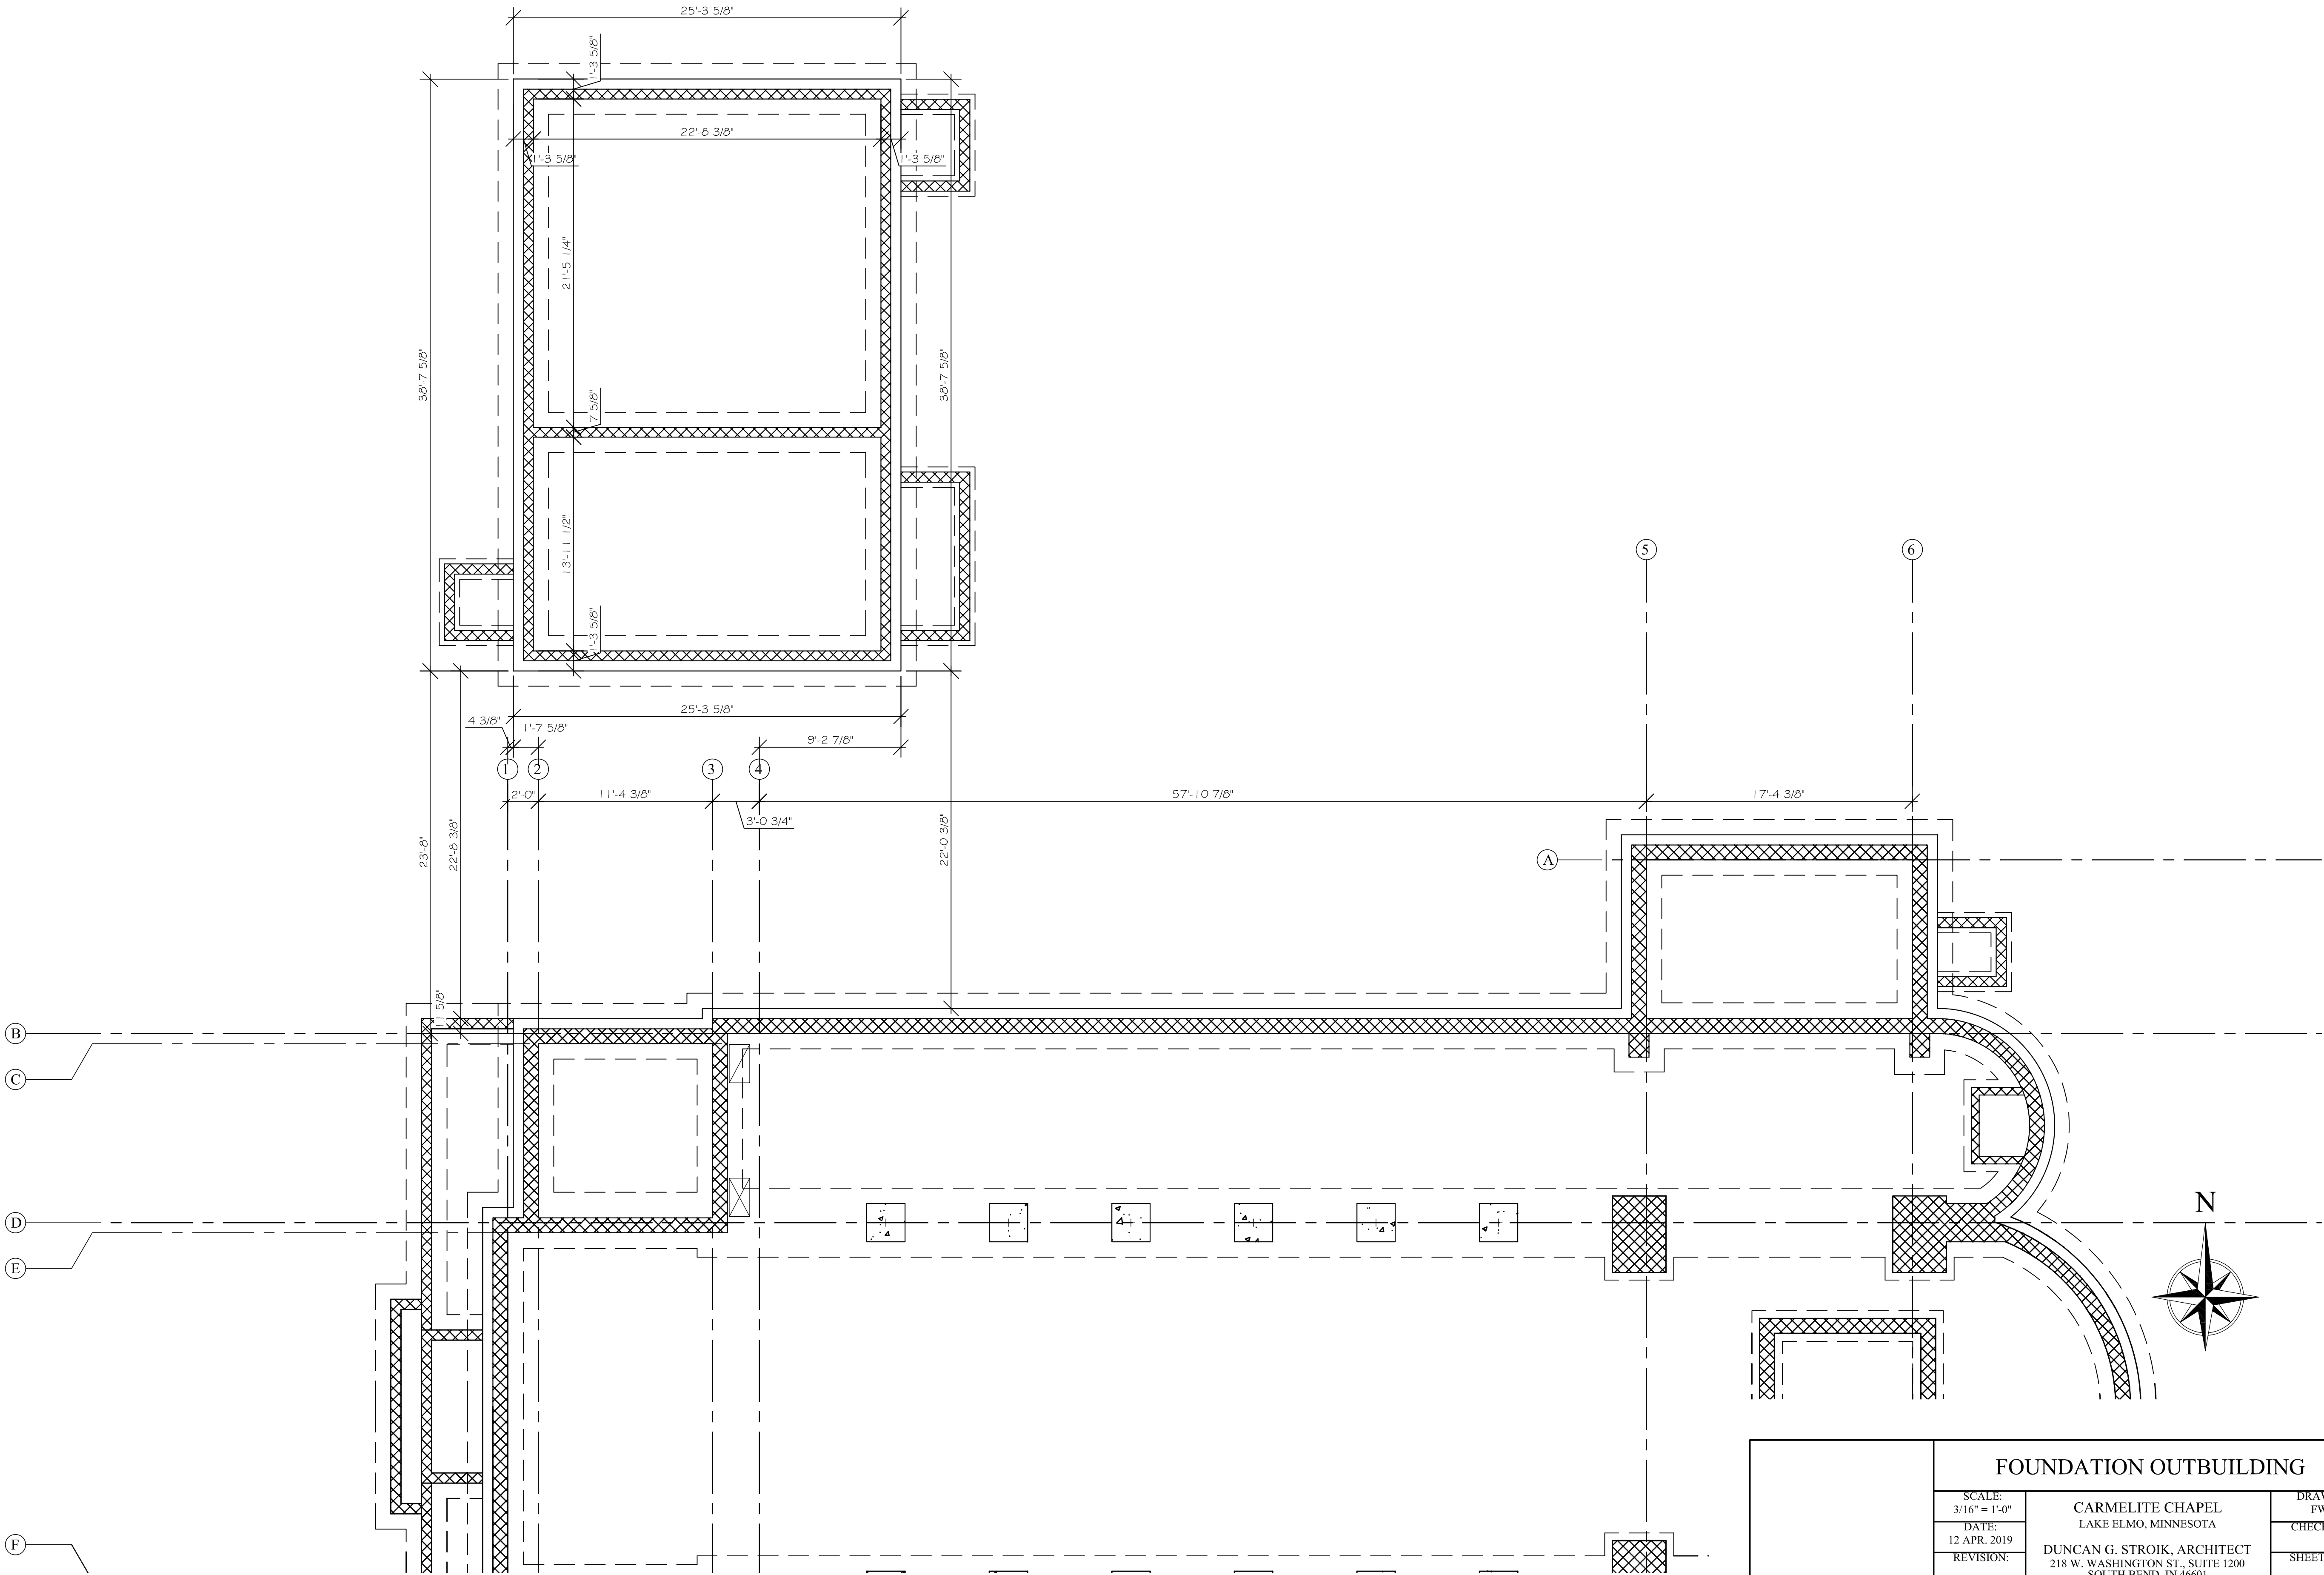 25'-3 5/8"
1'-3 5/8"
22'-8 3/8"
1'-3 5/8"
1'-3 5/8"
21'-5 1/4"
38'-7 5/8"
38'-7 5/8"
7 5/8"
13'-11 1/2"
1'-3 5/8"
5
6
25'-3 5/8"
4 3/8"
1'-7 5/8"
9'-2 7/8"
1
2
3
4
2'-0"
11'-4 3/8"
57'-10 7/8"
17'-4 3/8"
3'-0 3/4"
23'-8"
22'-8 3/8"
22'-0 3/8"
A
B
C
D
E
F
N
FOUNDATION OUTBUILDING
SCALE:
3/16" = 1'-0"
DATE:
12 APR. 2019
REVISION:
CARMELITE CHAPEL
LAKE ELMO, MINNESOTA
DUNCAN G. STROIK, ARCHITECT
218 W. WASHINGTON ST., SUITE 1200
SOUTH BEND, IN 46601
SHEET